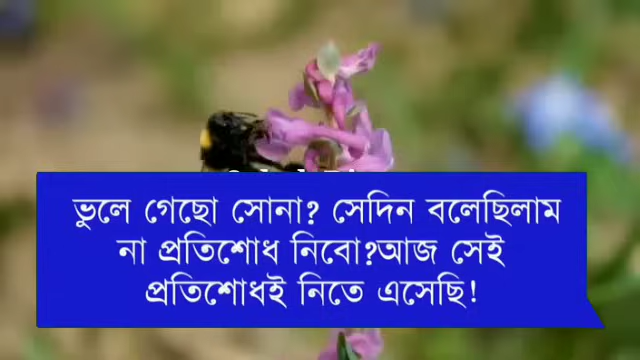 ভুলে গেছো সোনা? সেদিন বলেছিলাম
না প্রতিশোধ নিবো?আজ সেই
প্রতিশোধই নিতে এসেছি!